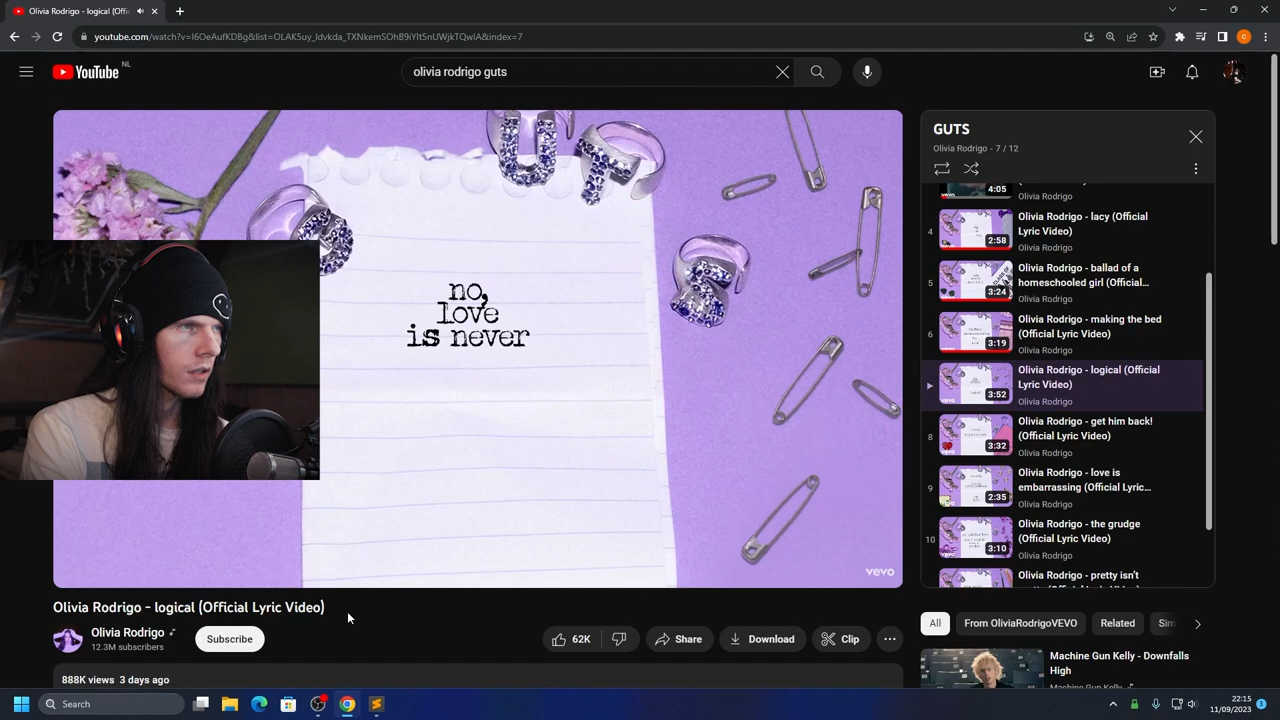 Olivia Rodrigo - logical (Offic
youtube.com/watch?v=I6OeAufKDBg&list=OLAK5uy_ldvkda_TXNkemSOhB9iYlt5nUWjkTQwIA&index=7
C
YouTube NL
olivia rodrigo guts
no,
love
is never
vevo
GUTS
Olivia Rodrigo - 7 / 12
4:05
Olivia Rodrigo
4
2:58
Olivia Rodrigo - lacy (Official
Lyric Video)
Olivia Rodrigo
5
3:24
Olivia Rodrigo - ballad of a
homeschooled girl (Official...
Olivia Rodrigo
6
3:19
Olivia Rodrigo - making the bed
(Official Lyric Video)
Olivia Rodrigo
3:52
Olivia Rodrigo - logical (Official
Lyric Video)
Olivia Rodrigo
8
3:32
Olivia Rodrigo - get him back!
(Official Lyric Video)
Olivia Rodrigo
9
2:35
Olivia Rodrigo - love is
embarrassing (Official Lyric...
Olivia Rodrigo
10
3:10
Olivia Rodrigo - the grudge
(Official Lyric Video)
Olivia Rodrigo
Olivia Rodrigo - pretty isn't
Olivia Rodrigo - logical (Official Lyric Video)
Olivia Rodrigo
12.3M subscribers
Subscribe
62K
Share
Download
Clip
888K views 3 days ago
All
From OliviaRodrigoVEVO
Related
Sim
Machine Gun Kelly - Downfalls
High
Machine Gun Kelly
Search
22:15
11/09/2023
3